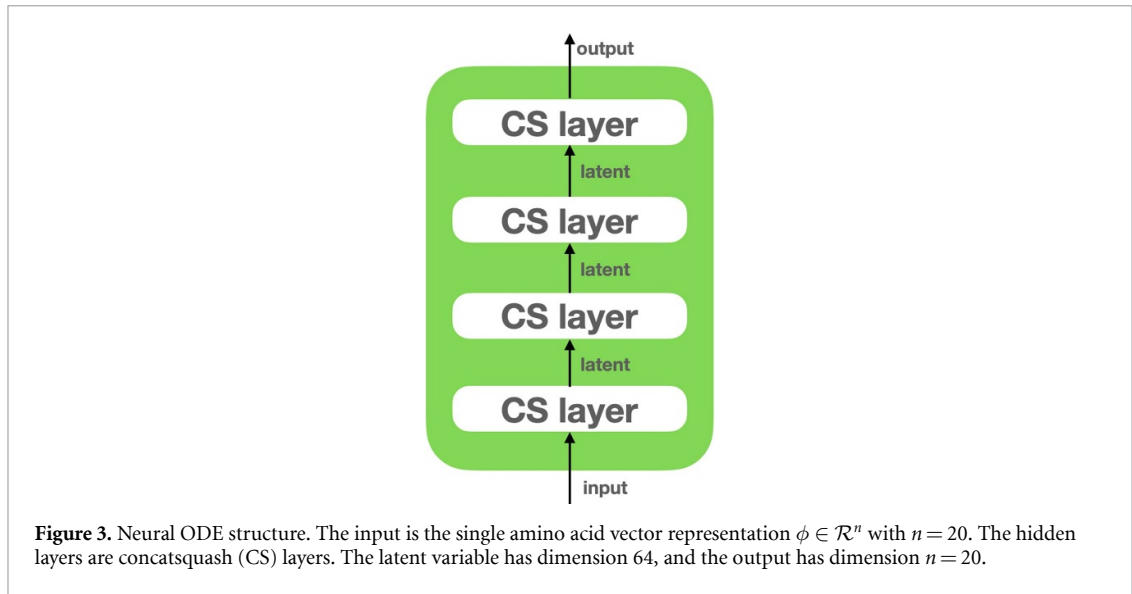 output
CS layer
latent
CS layer
latent
CS layer
latent
CS layer
input
Figure 3. Neural ODE structure. The input is the single amino acid vector representation ϕ ∈ ℛⁿ with n = 20. The hidden
layers are concatsquash (CS) layers. The latent variable has dimension 64, and the output has dimension n = 20.